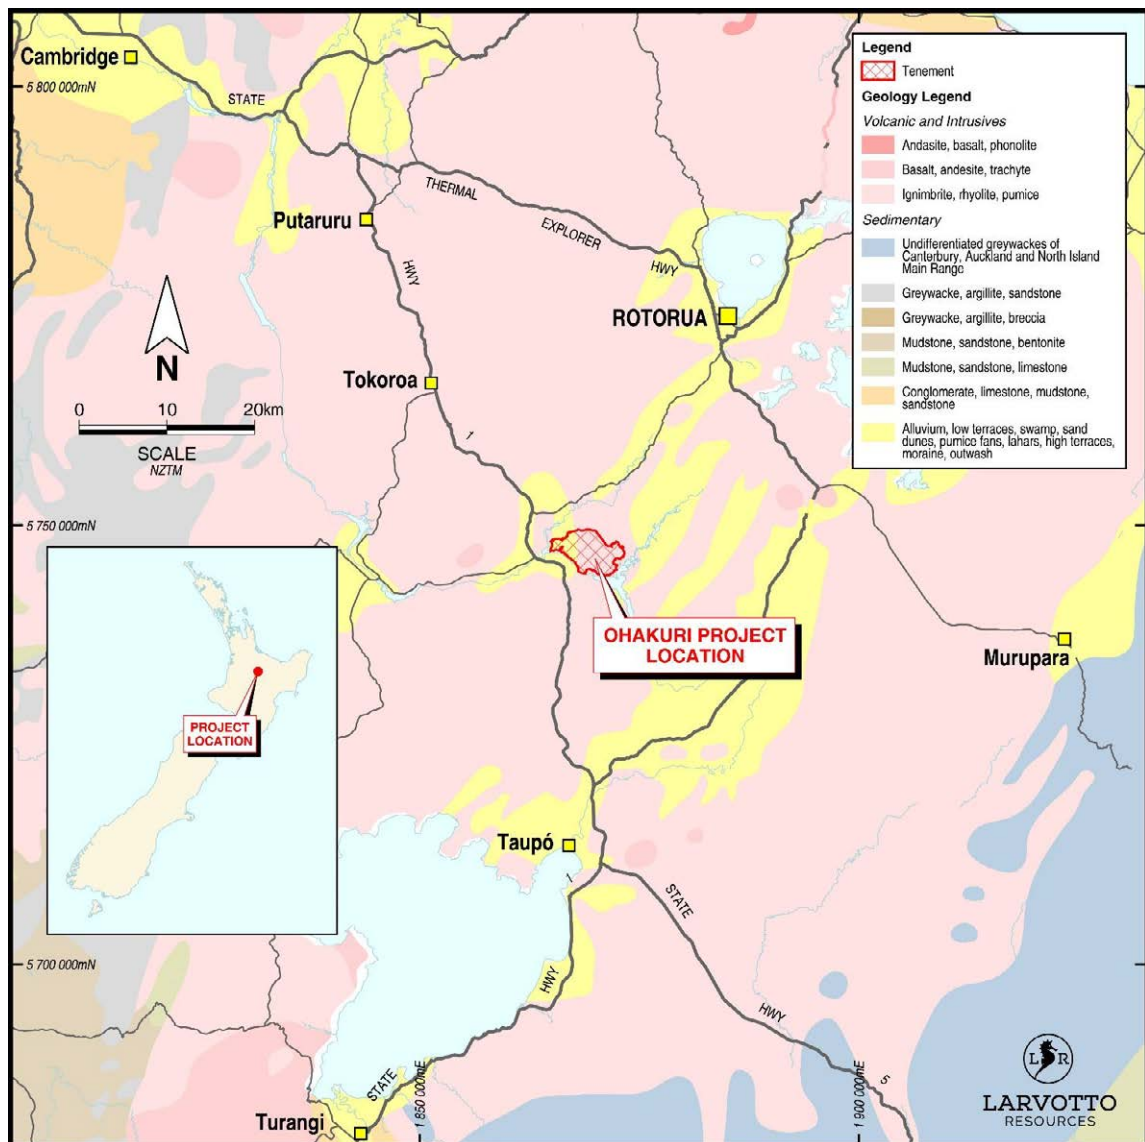 Cambridge
5 800 000mN
STATE
Legend
Tenement
Geology Legend
Volcanic and Intrusives
Andasite, basalt, phonolite
Basalt, andesite, trachyte
Ignimbrite, rhyolite, pumice
Sedimentary
Undifferentiated greywackes of
Canterbury, Auckland and North Island
Main Range
Greywacke, argillite, sandstone
Greywacke, argillite, breccia
Mudstone, sandstone, bentonite
Mudstone, sandstone, limestone
Conglomerate, limestone, mudstone,
sandstone
Alluvium, low terraces, swamp, sand
dunes, pumice fans, lahars, high terraces,
moraine, outwash
THERMAL
EXPLORER
HWY
Putaruru
HWY
ROTORUA
N
Tokoroa
0 10 20km
SCALE
NZTM
1
5 750 000mN
OHAKURI PROJECT
LOCATION
Murupara
PROJECT
LOCATION
Taupó
1
STATE
HWY
5
5 700 000mN
HWY
STATE
Turangi
1 850 000mE
1 900 000mE
L R
LARVOTTO
RESOURCES